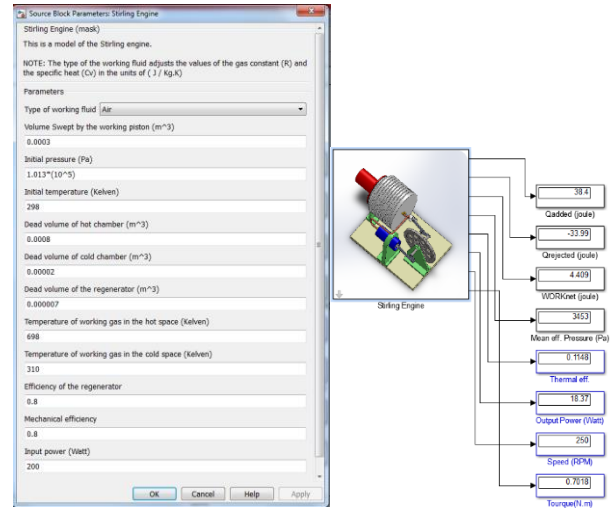 Source Block Parameters: Stirling Engine
Stirling Engine (mask)
This is a model of the Stirling engine.
NOTE: The type of the working fluid adjusts the values of the gas constant (R) and
the specific heat (Cv) in the units of ( J / Kg.K)
Parameters
Type of working fluid Air
Volume Swept by the working piston (m^3)
0.0003
Initial pressure (Pa)
1.013*(10^5)
Initial temperature (Kelven)
298
Dead volume of hot chamber (m^3)
0.0008
Dead volume of cold chamber (m^3)
0.00002
Dead volume of the regenerator (m^3)
0.000007
Temperature of working gas in the hot space (Kelven)
698
Temperature of working gas in the cold space (Kelven)
310
Efficiency of the regenerator
0.8
Mechanical efficiency
0.8
Input power (Watt)
200
OK Cancel Help Apply
Stirling Engine
38.4
Qadded (joule)
-33.99
Qrejected (joule)
4.409
WORKnet (joule)
3453
Mean eff. Pressure (Pa)
0.1148
Thermal eff.
18.37
Output Power (Watt)
250
Speed (RPM)
0.7018
Tourque(N.m)